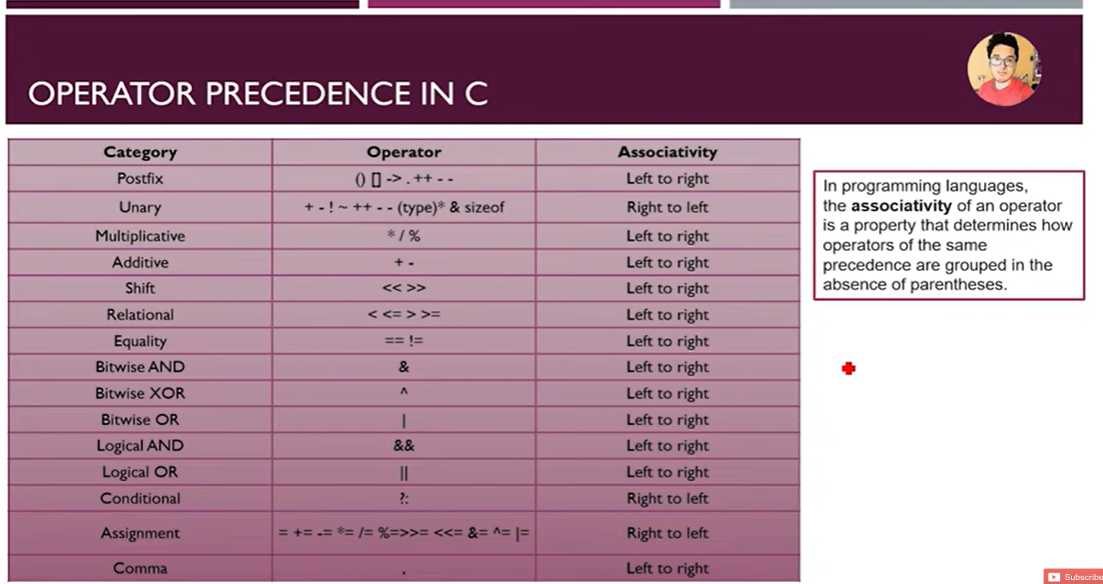 OPERATOR PRECEDENCE IN C
Category Operator Associativity
Postfix () [] -> . ++ - - Left to right
Unary + - ! ~ ++ - - (type)* & sizeof Right to left
Multiplicative * / % Left to right
Additive + - Left to right
Shift << >> Left to right
Relational < <= > >= Left to right
Equality == != Left to right
Bitwise AND & Left to right
Bitwise XOR ^ Left to right
Bitwise OR | Left to right
Logical AND && Left to right
Logical OR || Left to right
Conditional ?: Right to left
Assignment = += -= *= /= %=>>= <<= &= ^= |= Right to left
Comma , Left to right
In programming languages,
the associativity of an operator
is a property that determines how
operators of the same
precedence are grouped in the
absence of parentheses.
Subscribe